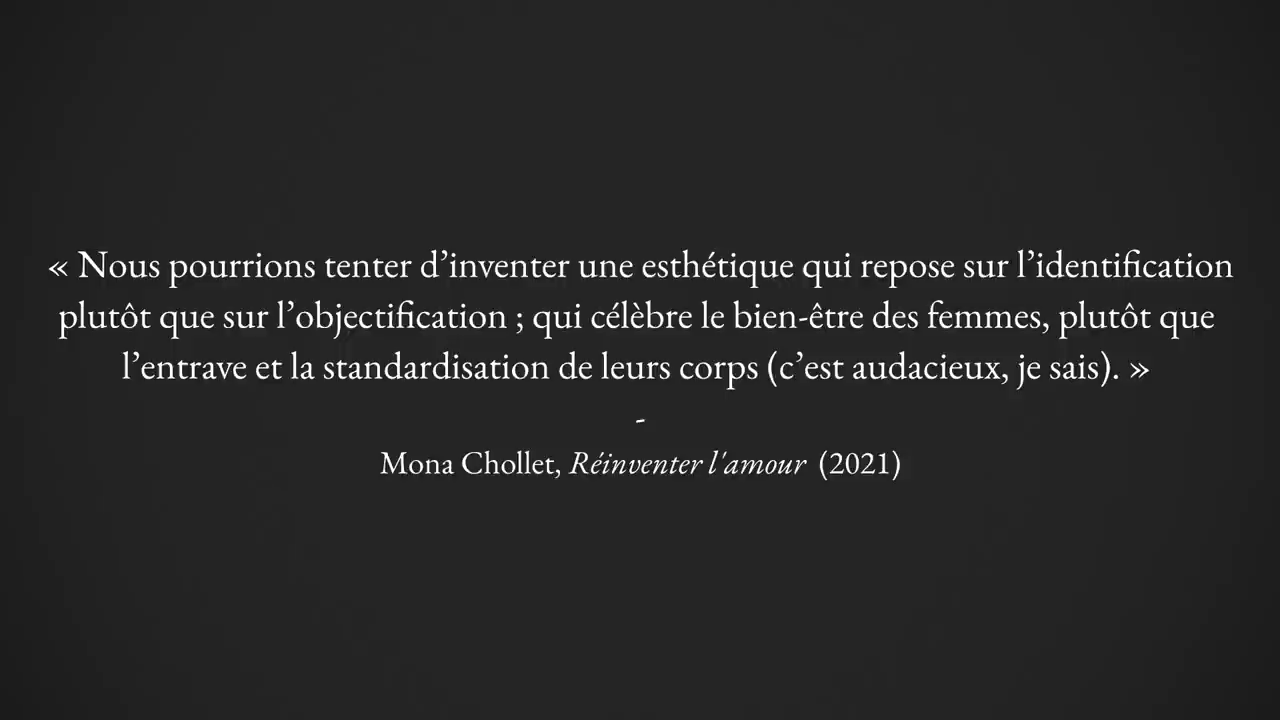 « Nous pourrions tenter d’inventer une esthétique qui repose sur l’identification
plutôt que sur l’objectification ; qui célèbre le bien-être des femmes, plutôt que
l’entrave et la standardisation de leurs corps (c’est audacieux, je sais). »
-
Mona Chollet, Réinventer l'amour (2021)